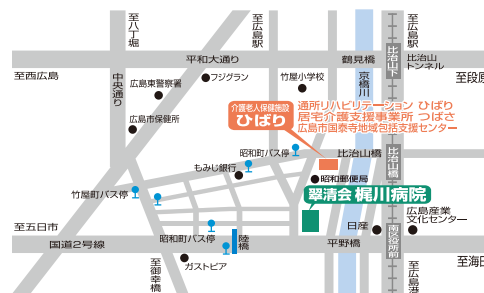 至八丁堀
至広島駅
至広島駅
平和大通り
鶴見橋
比治山下
比治山
トンネル
至西広島
中央通り
広島東警察署
フジグラン
竹屋小学校
京橋川
至段原
広島市保健所
介護老人保健施設
ひばり
通所リハビリテーション ひばり
居宅介護支援事業所 つばさ
広島市国泰寺地域包括支援センター
昭和町バス停
比治山橋
比治山橋
もみじ銀行
昭和町郵便局
竹屋町バス停
翠清会 梶川病院
広島産業
文化センター
至五日市
昭和町バス停
陸橋
日産
南区役所前
国道2号線
平野橋
至海田
至御幸橋
ガストピア
至広島港